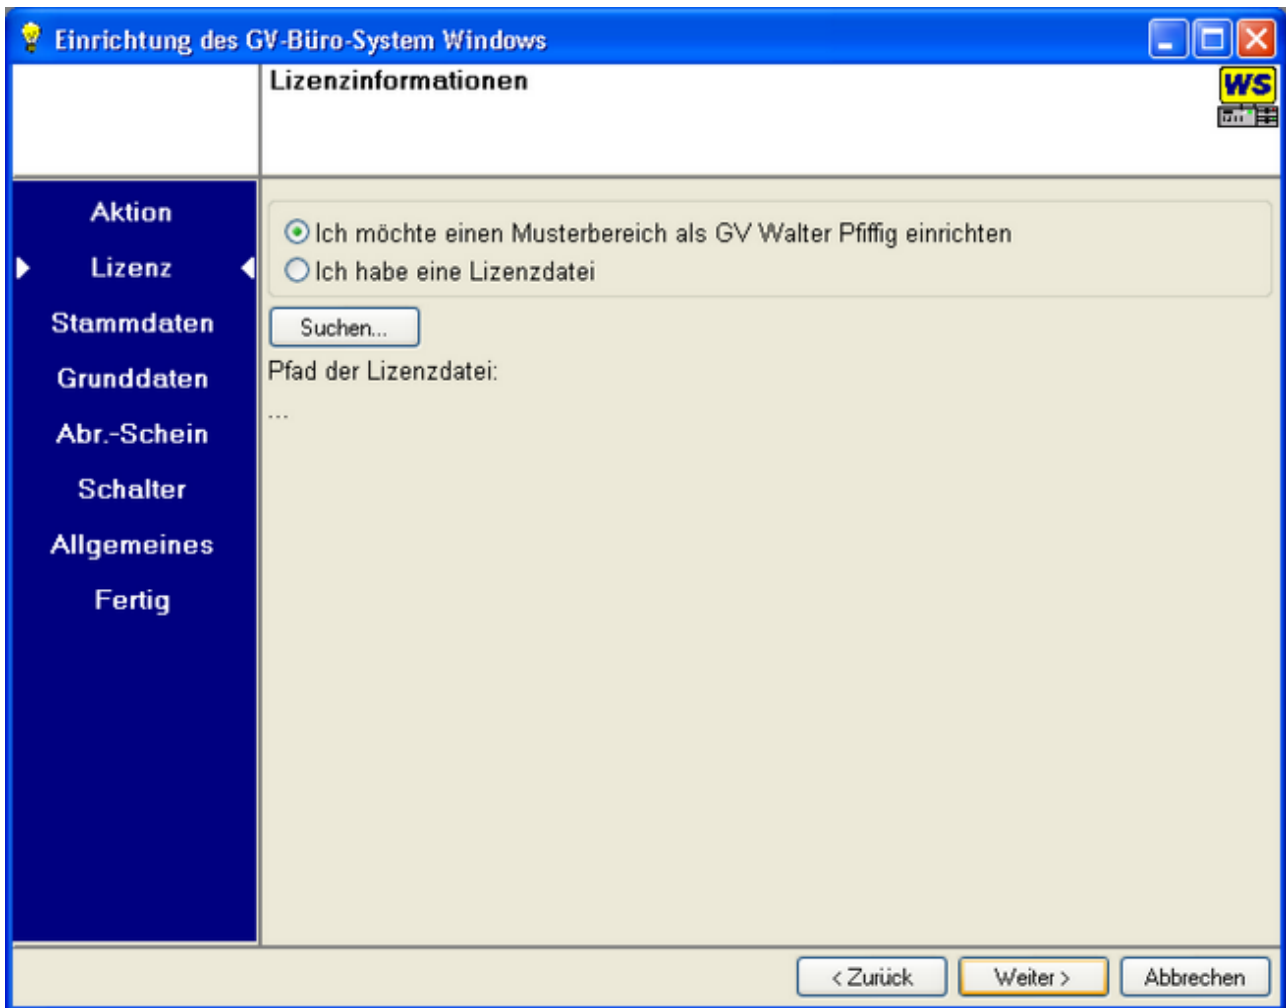 Einrichtung des GV-Büro-System Windows
Lizenzinformationen
WS
Aktion
Lizenz
Stammdaten
Grunddaten
Abr.-Schein
Schalter
Allgemeines
Fertig
Ich möchte einen Musterbereich als GV Walter Pfiffig einrichten
Ich habe eine Lizenzdatei
Suchen...
Pfad der Lizenzdatei:
...
< Zurück
Weiter >
Abbrechen